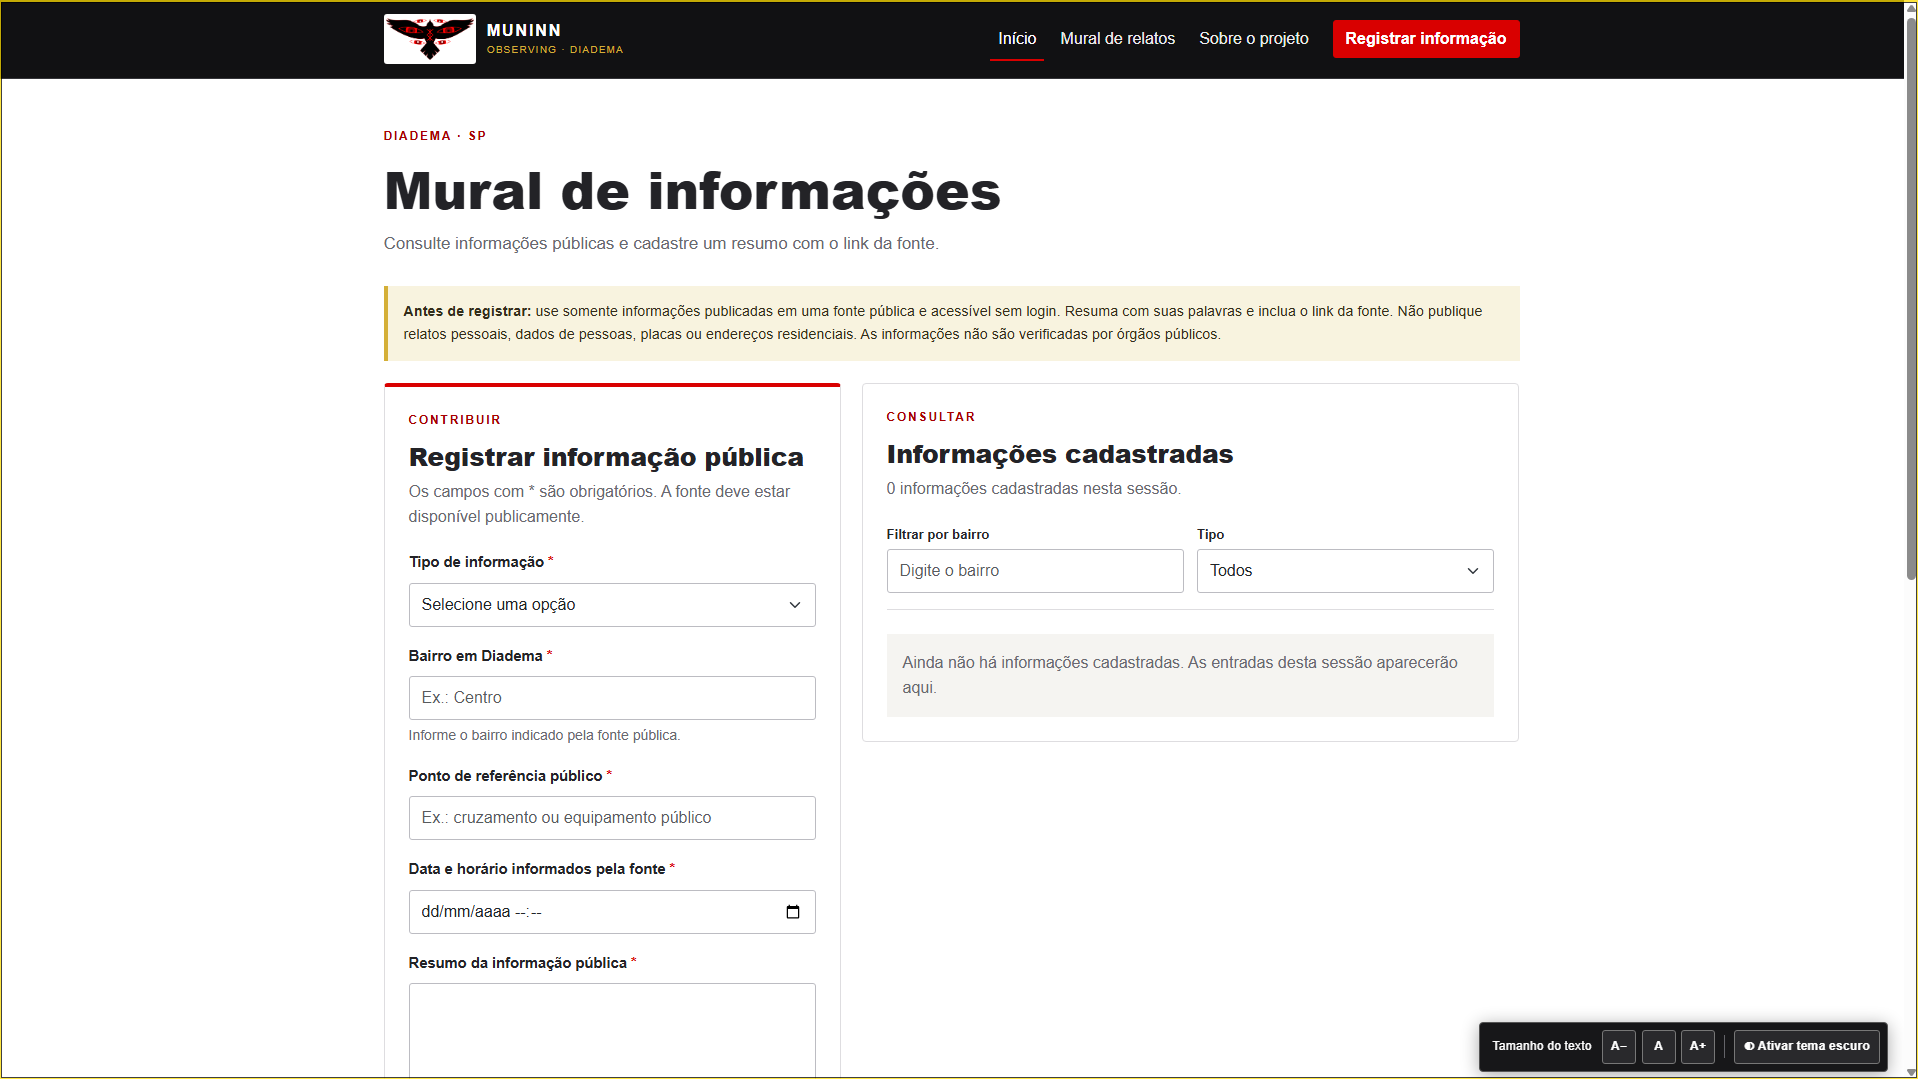 MUNINN
OBSERVING · DIADEMA
Início
Mural de relatos
Sobre o projeto
Registrar informação
DIADEMA · SP
Mural de informações
Consulte informações públicas e cadastre um resumo com o link da fonte.
Antes de registrar: use somente informações publicadas em uma fonte pública e acessível sem login. Resuma com suas palavras e inclua o link da fonte. Não publique
relatos pessoais, dados de pessoas, placas ou endereços residenciais. As informações não são verificadas por órgãos públicos.
CONTRIBUIR
Registrar informação pública
Os campos com * são obrigatórios. A fonte deve estar
disponível publicamente.
Tipo de informação *
Selecione uma opção
Bairro em Diadema *
Ex.: Centro
Informe o bairro indicado pela fonte pública.
Ponto de referência público *
Ex.: cruzamento ou equipamento público
Data e horário informados pela fonte *
dd/mm/aaaa --:--
Resumo da informação pública *
CONSULTAR
Informações cadastradas
0 informações cadastradas nesta sessão.
Filtrar por bairro
Digite o bairro
Tipo
Todos
Ainda não há informações cadastradas. As entradas desta sessão aparecerão
aqui.
Tamanho do texto
A−
A
A+
Ativar tema escuro